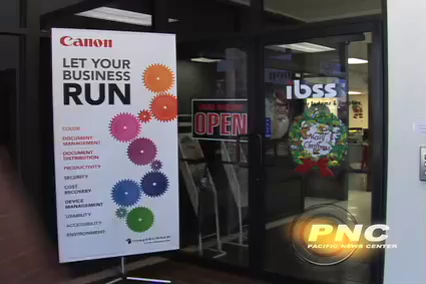 Canon
LET YOUR
BUSINESS
RUN
COLOR
DOCUMENT
MANAGEMENT
DOCUMENT
DISTRIBUTION
PRODUCTIVITY
SECURITY
COST
RECOVERY
DEVICE
MANAGEMENT
USABILITY
ACCESSIBILITY
ENVIRONMENT
OPEN
ibss
Merry
Christmas
PNC
PACIFIC NEWS CENTER